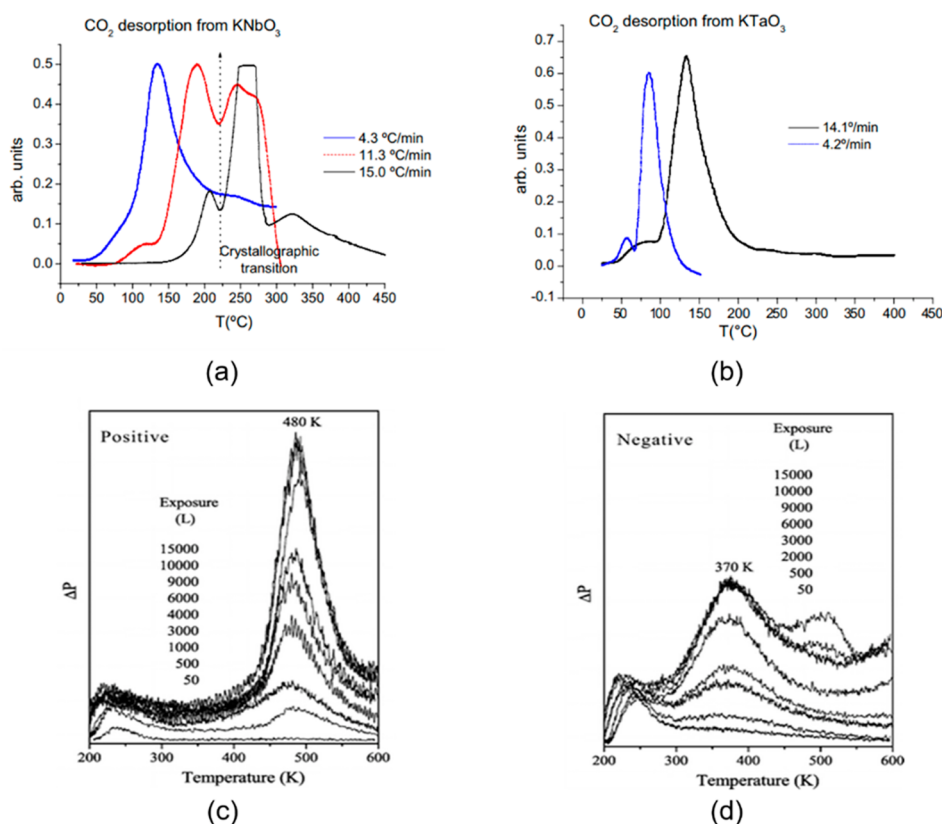 CO₂ desorption from KNbO₃
0.5
0.4
0.3
0.2
0.1
0.0
arb. units
4.3 ºC/min
11.3 ºC/min
15.0 ºC/min
Crystallographic
transition
0 50 100 150 200 250 300 350 400 450
T(ºC)
(a)
CO₂ desorption from KTaO₃
0.7
0.6
0.5
0.4
0.3
0.2
0.1
0.0
-0.1
arb. units
14.1º/min
4.2º/min
0 50 100 150 200 250 300 350 400 450
T(°C)
(b)
Positive
480 K
Exposure
(L)
15000
10000
9000
6000
4000
3000
1000
500
50
ΔP
200 300 400 500 600
Temperature (K)
(c)
Negative
Exposure
(L)
15000
10000
9000
6000
3000
2000
500
50
370 K
ΔP
200 300 400 500 600
Temperature (K)
(d)